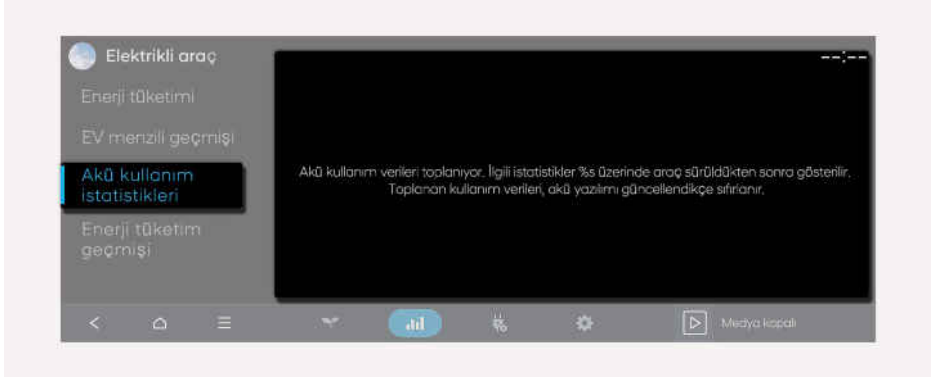 Elektrikli araç
--:--
Enerji tüketimi
EV menzili geçmişi
Akü kullanım
istatistikleri
Enerji tüketim
geçmişi
Akü kullanım verileri toplanıyor. İlgili istatistikler %s üzerinde araç sürüldükten sonra gösterilir.
Toplanan kullanım verileri, akü yazılımı güncellendikçe sıfırlanır.
Medya kapalı